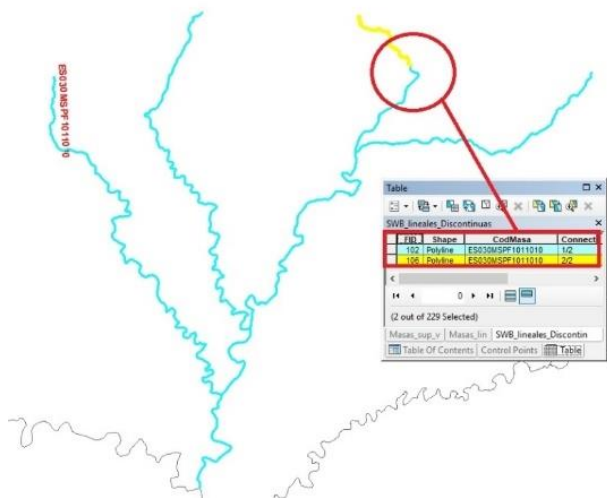 ES030MSPF1011010
Table
SWB_lineales_Discontinuas
FID Shape CodMasa Connect
102 Polyline ES030MSPF1011010 1/2
106 Polyline ES030MSPF1011010 2/2
0
(2 out of 229 Selected)
Masas_sup_v Masas_lin SWB_lineales_Discontin
Table Of Contents Control Points Table